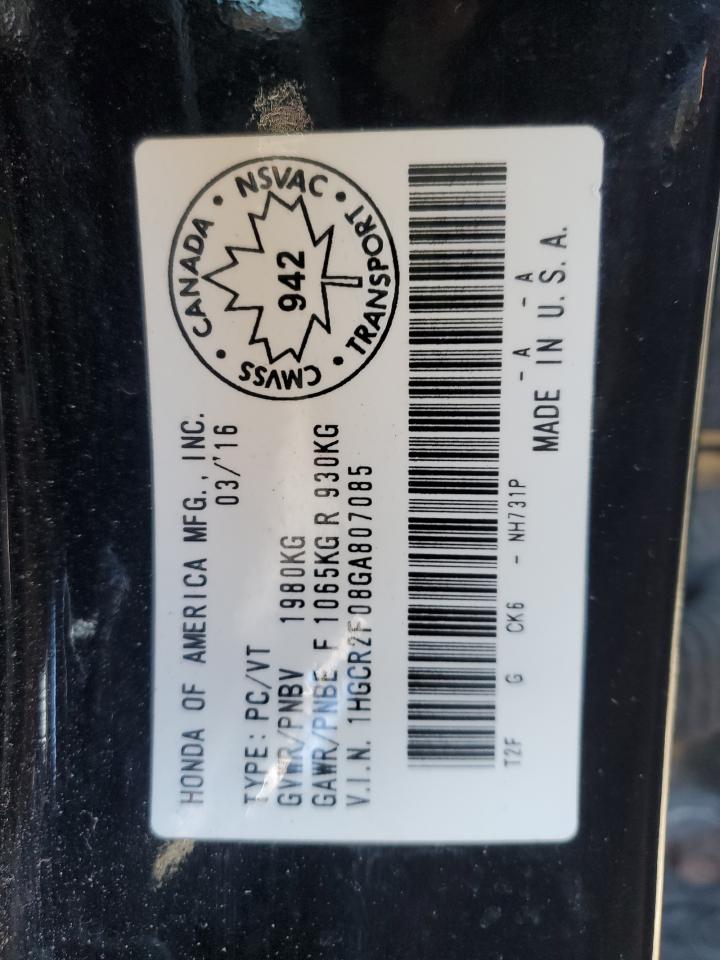 HONDA OF AMERICA MFG., INC.
03/'16
TYPE: PC/VT
GVWR/PNBV 1980KG
GAWR/PNBE F 1065KG R 930KG
V.I.N. 1HGCR2F08GA807085
CANADA • NSVAC • TRANSPORT • CMVSS •
942
T2F G CK6 - NH731P - A - A
MADE IN U.S.A.